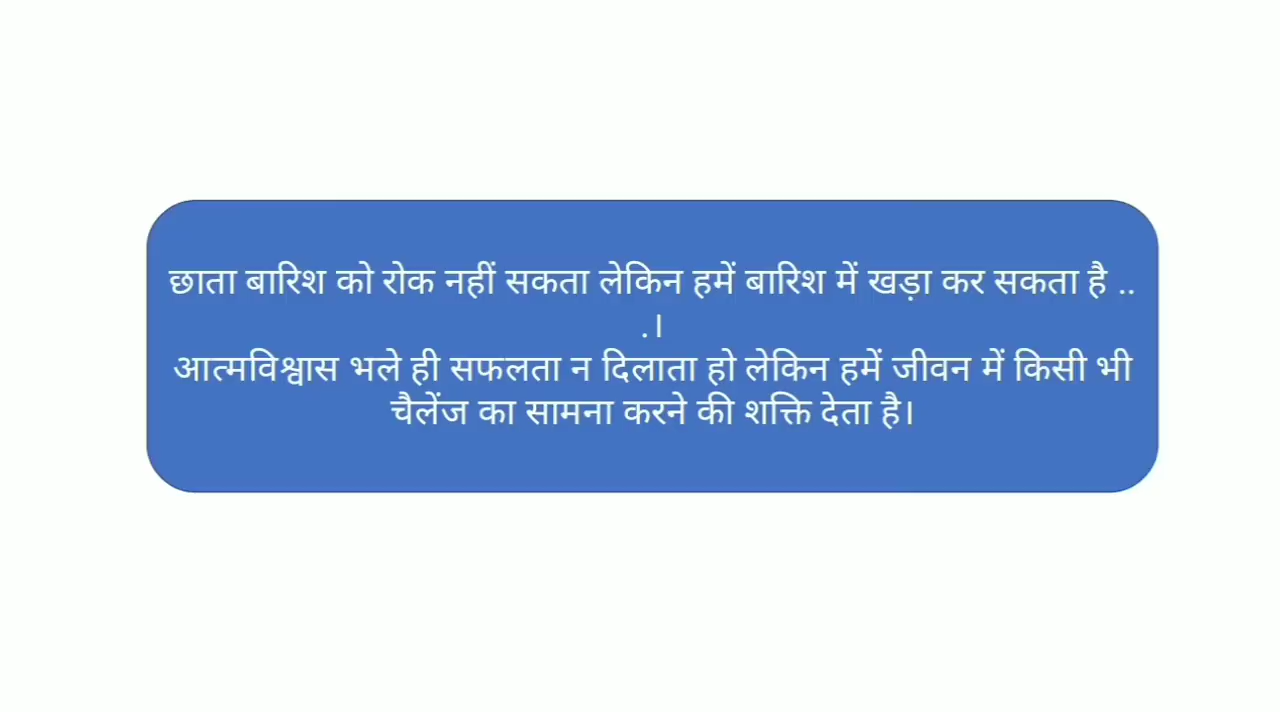 छाता बारिश को रोक नहीं सकता लेकिन हमें बारिश में खड़ा कर सकता है ..
.।
आत्मविश्वास भले ही सफलता न दिलाता हो लेकिन हमें जीवन में किसी भी
चैलेंज का सामना करने की शक्ति देता है।